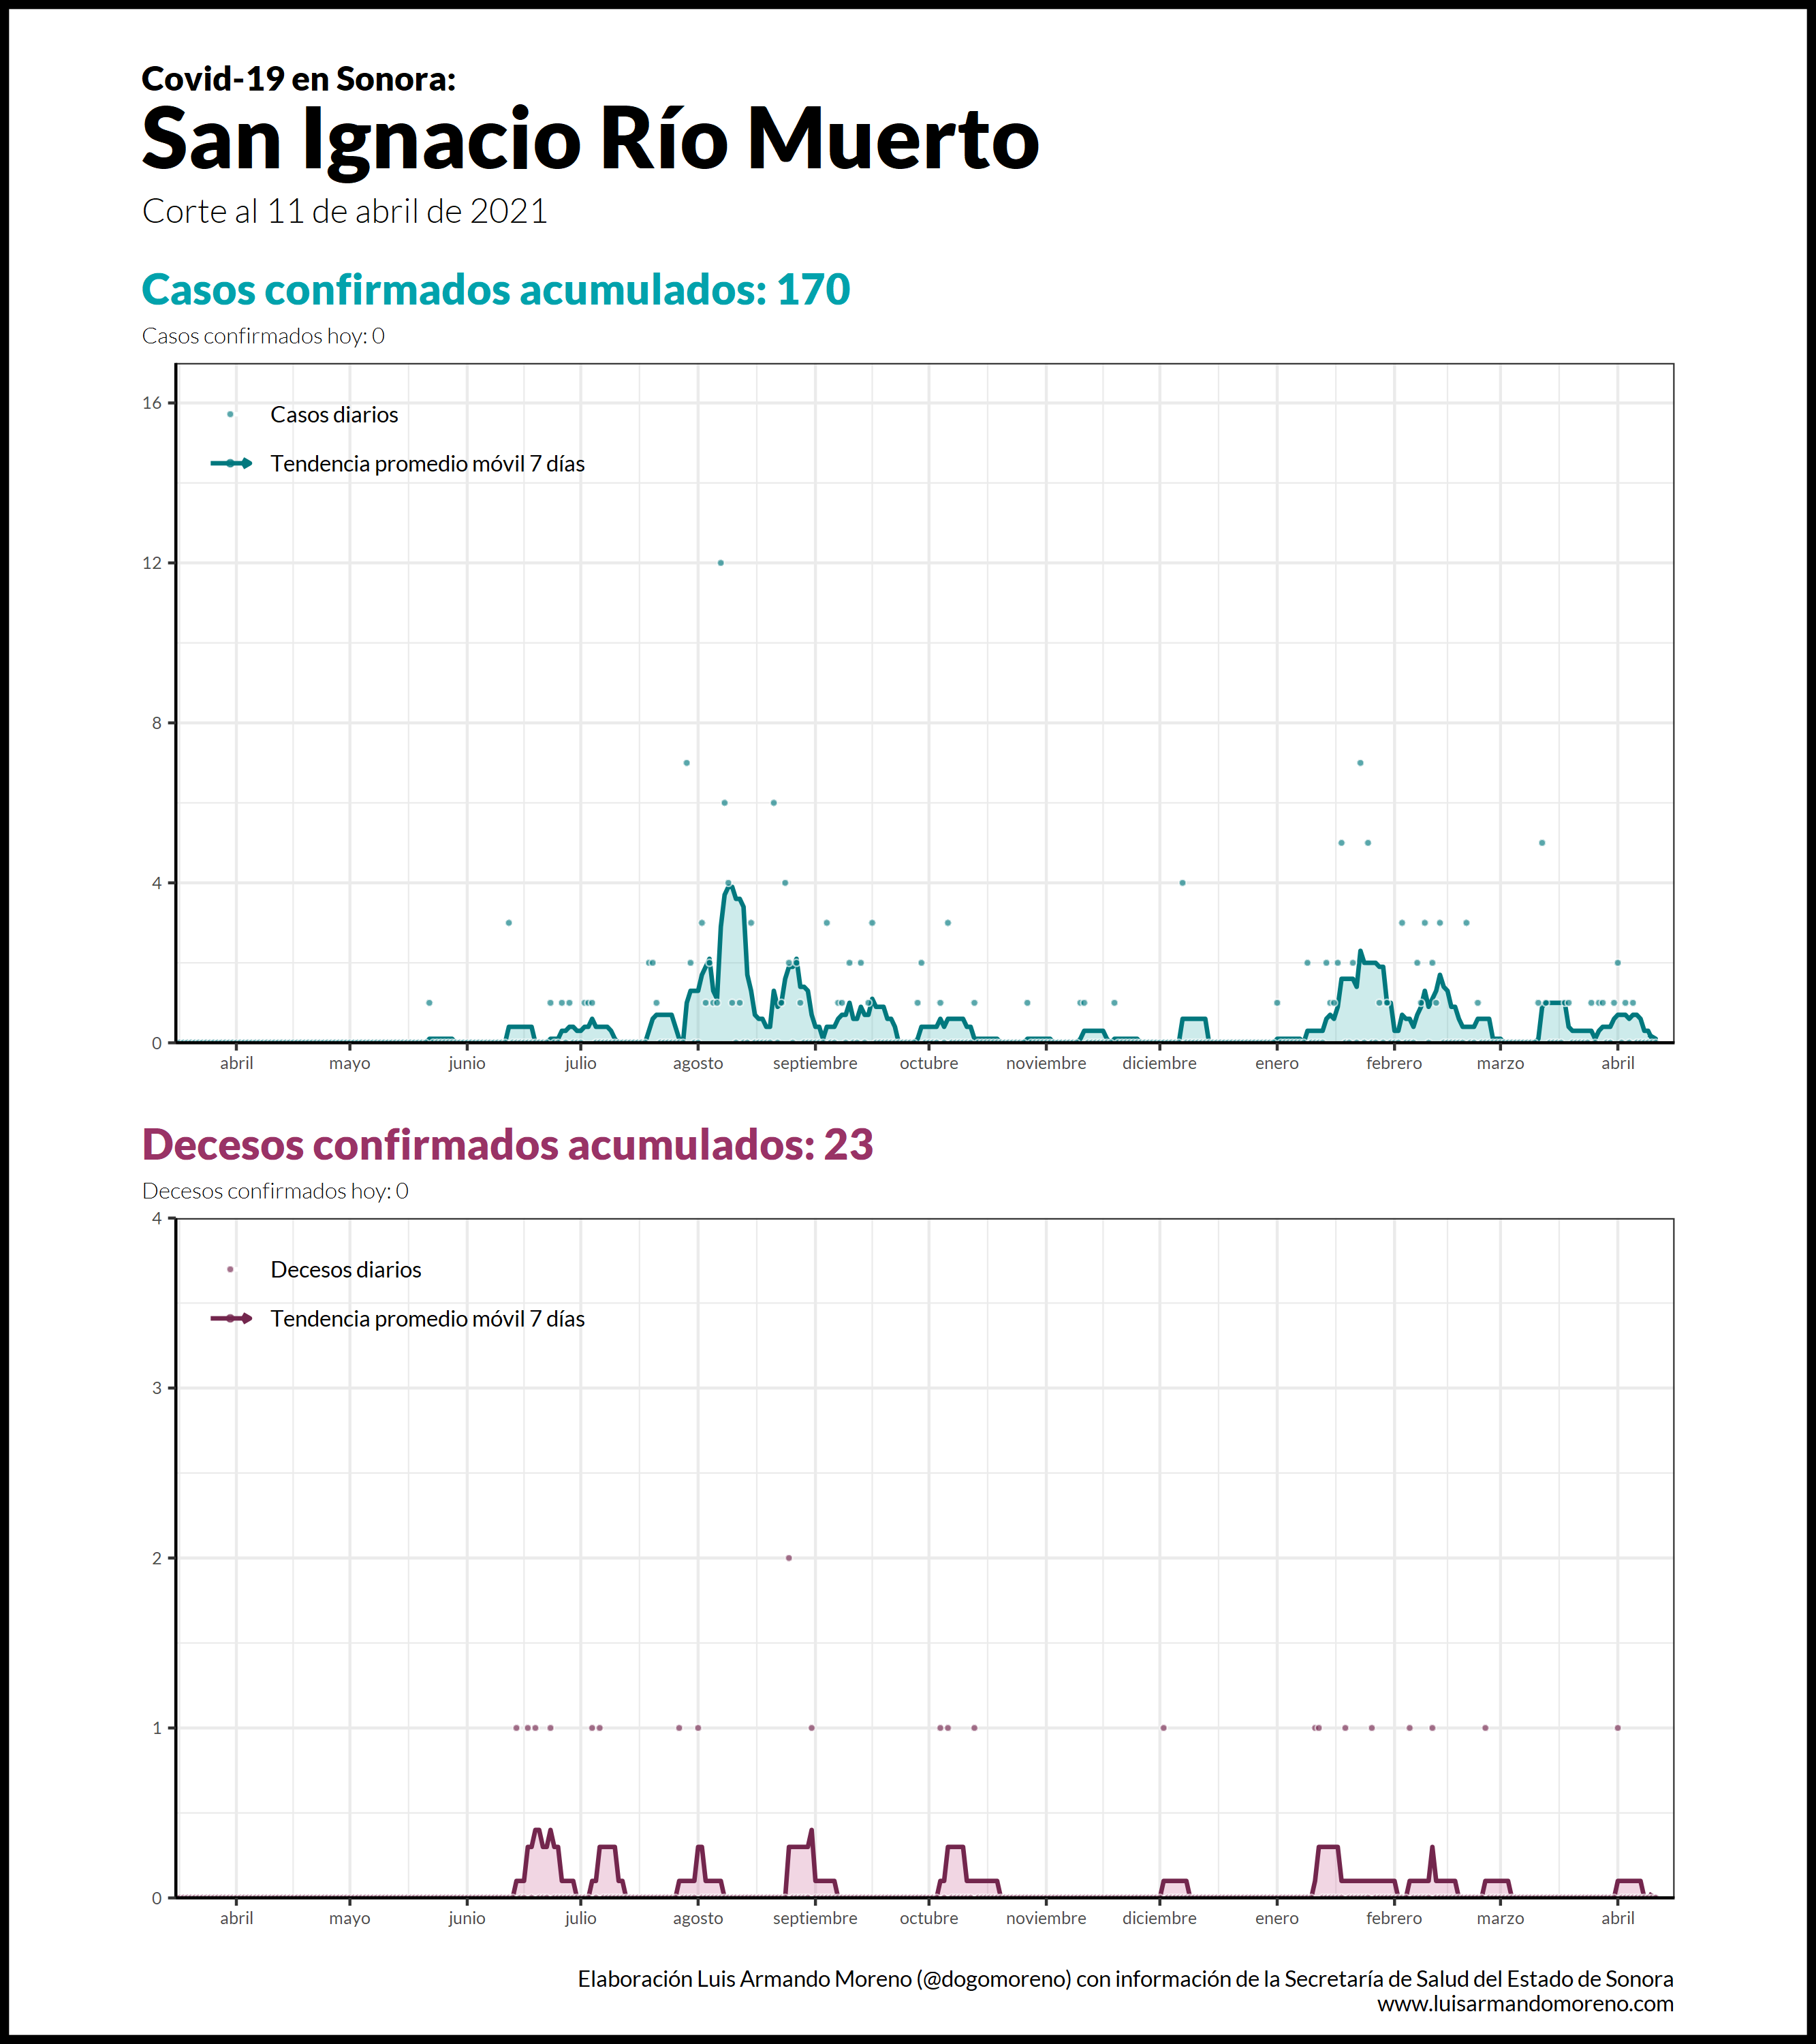 Covid-19 en Sonora:
San Ignacio Río Muerto
Corte al 11 de abril de 2021
Casos confirmados acumulados: 170
Casos confirmados hoy: 0
16
Casos diarios
Tendencia promedio móvil 7 días
12
8
4
0
abril mayo junio julio agosto septiembre octubre noviembre diciembre enero febrero marzo abril
Decesos confirmados acumulados: 23
Decesos confirmados hoy: 0
4
Decesos diarios
Tendencia promedio móvil 7 días
3
2
1
0
abril mayo junio julio agosto septiembre octubre noviembre diciembre enero febrero marzo abril
Elaboración Luis Armando Moreno (@dogomoreno) con información de la Secretaría de Salud del Estado de Sonora
www.luisarmandomoreno.com